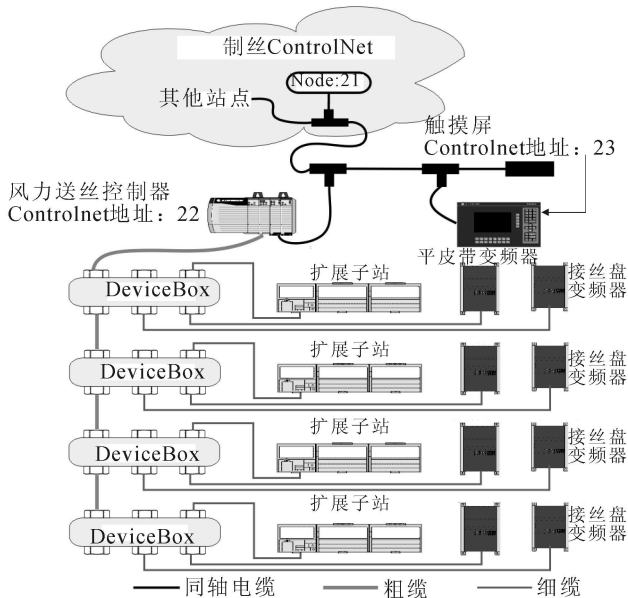 制丝ControlNet
Node:21
其他站点
触摸屏
Controlnet地址：23
风力送丝控制器
Controlnet地址：22
平皮带变频器
DeviceBox
扩展子站
接丝盘
变频器
DeviceBox
扩展子站
接丝盘
变频器
DeviceBox
扩展子站
接丝盘
变频器
DeviceBox
扩展子站
接丝盘
变频器
同轴电缆
粗缆
细缆